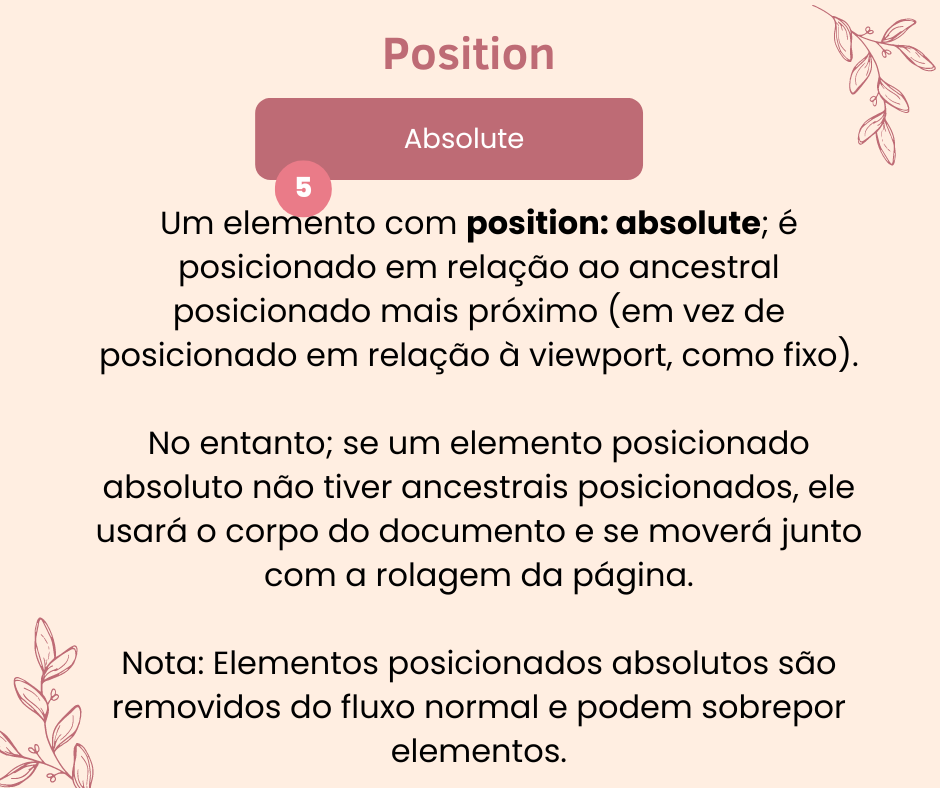 Position
Absolute
5
Um elemento com position: absolute; é
posicionado em relação ao ancestral
posicionado mais próximo (em vez de
posicionado em relação à viewport, como fixo).
No entanto; se um elemento posicionado
absoluto não tiver ancestrais posicionados, ele
usará o corpo do documento e se moverá junto
com a rolagem da página.
Nota: Elementos posicionados absolutos são
removidos do fluxo normal e podem sobrepor
elementos.